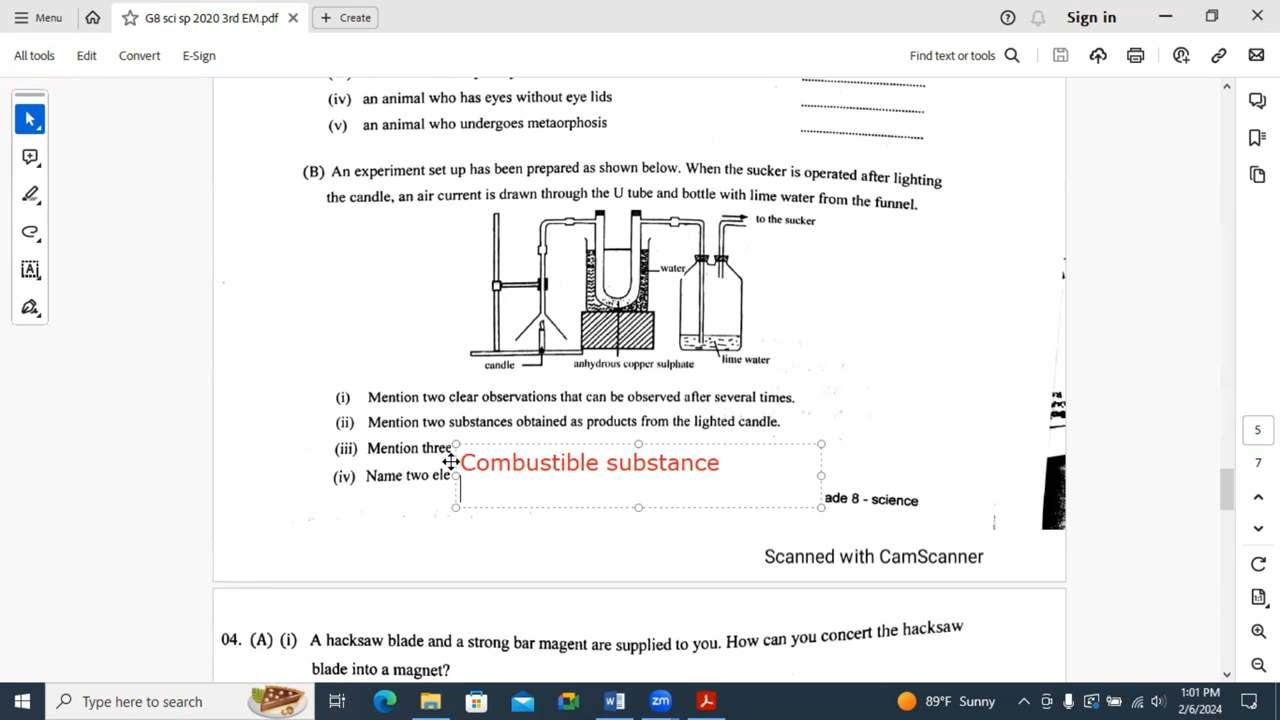 Menu
G8 sci sp 2020 3rd EM.pdf
Create
Sign in
All tools
Edit
Convert
E-Sign
Find text or tools
(iv) an animal who has eyes without eye lids
(v) an animal who undergoes metaorphosis
(B) An experiment set up has been prepared as shown below. When the sucker is operated after lighting
the candle, an air current is drawn through the U tube and bottle with lime water from the funnel.
to the sucker
water
candle
anhydrous copper sulphate
lime water
(i) Mention two clear observations that can be observed after several times.
(ii) Mention two substances obtained as products from the lighted candle.
(iii) Mention three
Combustible substance
(iv) Name two ele
ade 8 - science
Scanned with CamScanner
5
7
04. (A) (i) A hacksaw blade and a strong bar magent are supplied to you. How can you concert the hacksaw
blade into a magnet?
Type here to search
89°F Sunny
1:01 PM
2/6/2024